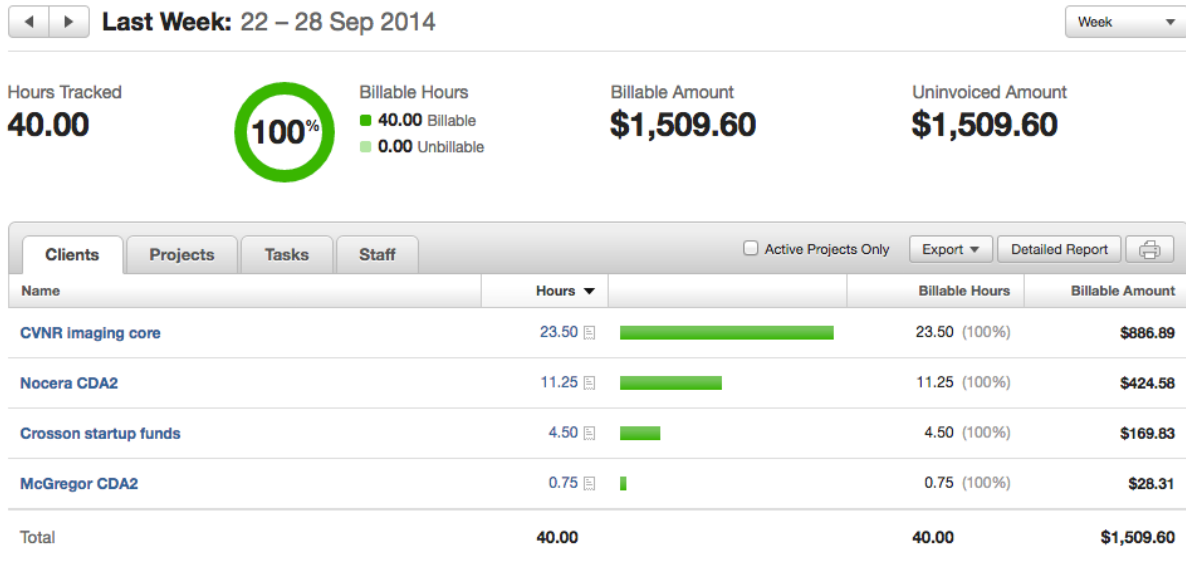 Last Week: 22 – 28 Sep 2014 Week
Hours Tracked Billable Hours Billable Amount Uninvoiced Amount
40.00 100% 40.00 Billable $1,509.60 $1,509.60
0.00 Unbillable
Clients Projects Tasks Staff Active Projects Only Export Detailed Report
Name Hours Billable Hours Billable Amount
CVNR imaging core 23.50 23.50 (100%) $886.89
Nocera CDA2 11.25 11.25 (100%) $424.58
Crosson startup funds 4.50 4.50 (100%) $169.83
McGregor CDA2 0.75 0.75 (100%) $28.31
Total 40.00 40.00 $1,509.60